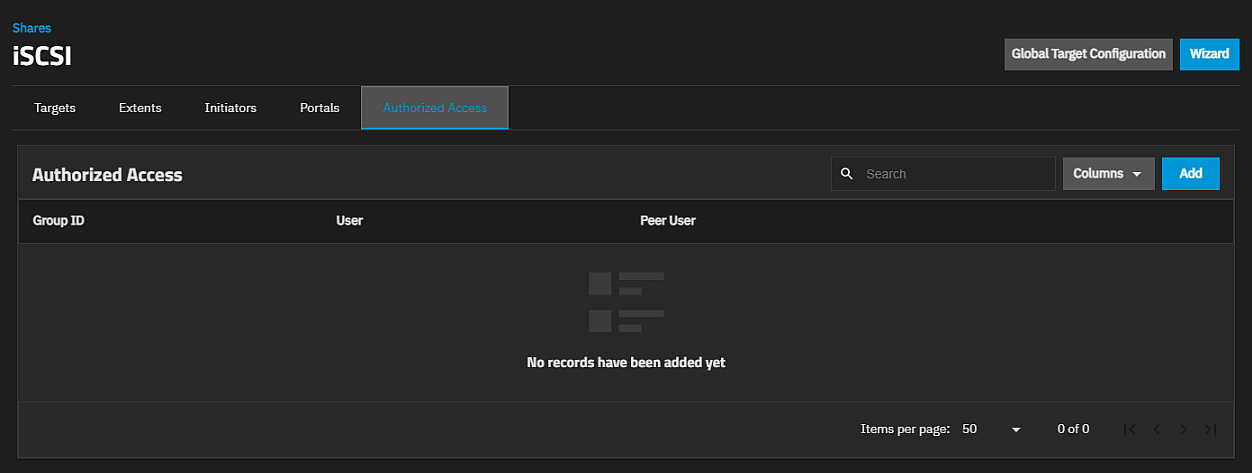 Shares
iSCSI
Global Target Configuration Wizard
Targets Extents Initiators Portals Authorized Access
Authorized Access Search Columns Add
Group ID User Peer User
No records have been added yet
Items per page: 50 0 of 0